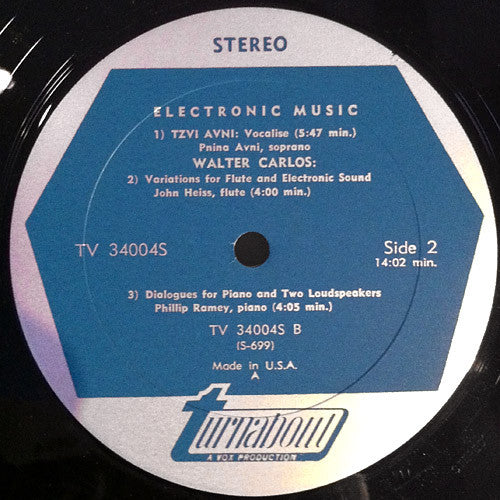 STEREO
ELECTRONIC MUSIC
1) TZVI AVNI: Vocalise (5:47 min.)
Pnina Avni, soprano
WALTER CARLOS:
2) Variations for Flute and Electronic Sound
John Heiss, flute (4:00 min.)
TV 34004S
Side 2
14:02 min.
3) Dialogues for Piano and Two Loudspeakers
Phillip Ramey, piano (4:05 min.)
TV 34004S B
(S-699)
Made in U.S.A.
A
turnabout
A VOX PRODUCTION